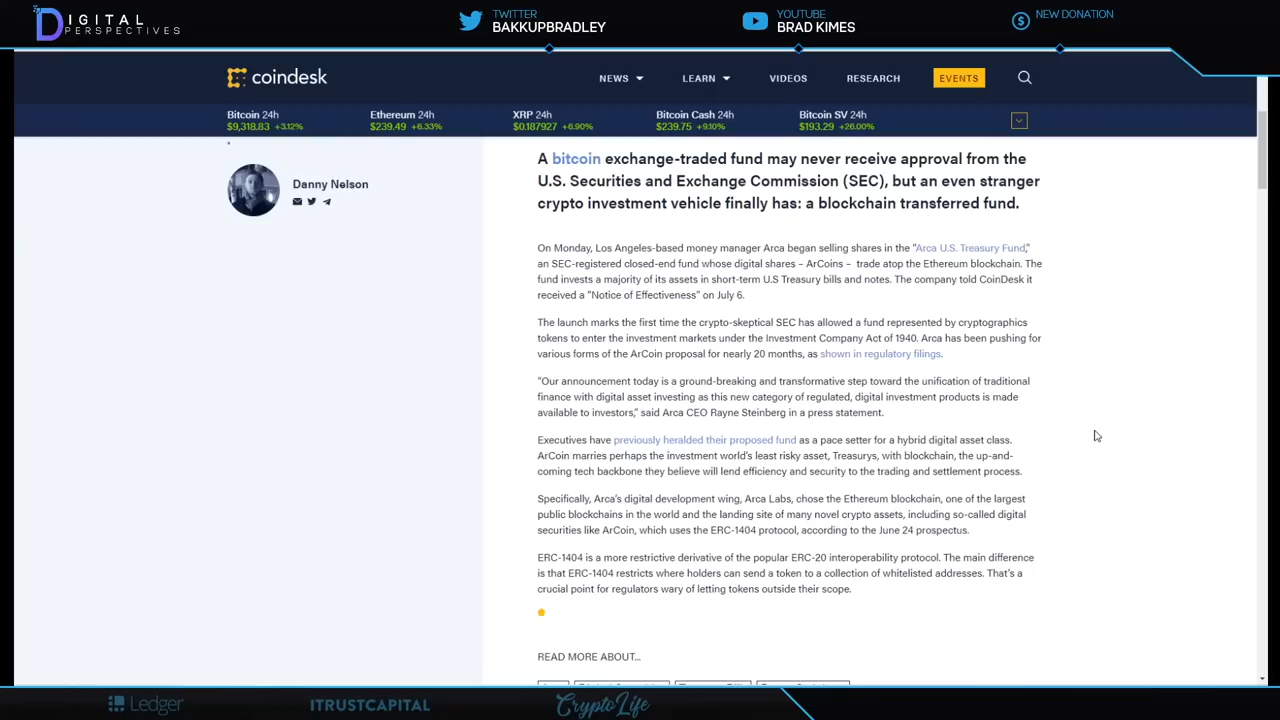 DIGITAL
PERSPECTIVES
TWITTER
BAKKUPBRADLEY
YOUTUBE
BRAD KIMES
NEW DONATION
coindesk
NEWS
LEARN
VIDEOS
RESEARCH
EVENTS
Bitcoin 24h
$9,318.83 +3.12%
Ethereum 24h
$239.49 +6.33%
XRP 24h
$0.187927 +6.90%
Bitcoin Cash 24h
$239.75 +9.10%
Bitcoin SV 24h
$193.29 +26.00%
Danny Nelson
A bitcoin exchange-traded fund may never receive approval from the
U.S. Securities and Exchange Commission (SEC), but an even stranger
crypto investment vehicle finally has: a blockchain transferred fund.
On Monday, Los Angeles-based money manager Arca began selling shares in the “Arca U.S. Treasury Fund,”
an SEC-registered closed-end fund whose digital shares – ArCoins – trade atop the Ethereum blockchain. The
fund invests a majority of its assets in short-term U.S Treasury bills and notes. The company told CoinDesk it
received a “Notice of Effectiveness” on July 6.
The launch marks the first time the crypto-skeptical SEC has allowed a fund represented by cryptographics
tokens to enter the investment markets under the Investment Company Act of 1940. Arca has been pushing for
various forms of the ArCoin proposal for nearly 20 months, as shown in regulatory filings.
“Our announcement today is a ground-breaking and transformative step toward the unification of traditional
finance with digital asset investing as this new category of regulated, digital investment products is made
available to investors,” said Arca CEO Rayne Steinberg in a press statement.
Executives have previously heralded their proposed fund as a pace setter for a hybrid digital asset class.
ArCoin marries perhaps the investment world’s least risky asset, Treasurys, with blockchain, the up-and-
coming tech backbone they believe will lend efficiency and security to the trading and settlement process.
Specifically, Arca’s digital development wing, Arca Labs, chose the Ethereum blockchain, one of the largest
public blockchains in the world and the landing site of many novel crypto assets, including so-called digital
securities like ArCoin, which uses the ERC-1404 protocol, according to the June 24 prospectus.
ERC-1404 is a more restrictive derivative of the popular ERC-20 interoperability protocol. The main difference
is that ERC-1404 restricts where holders can send a token to a collection of whitelisted addresses. That’s a
crucial point for regulators wary of letting tokens outside their scope.
READ MORE ABOUT...
Ledger
ITRUSTCAPITAL
CryptoLife